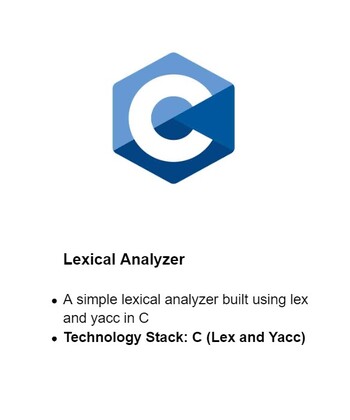 C
Lexical Analyzer
• A simple lexical analyzer built using lex
and yacc in C
• Technology Stack: C (Lex and Yacc)